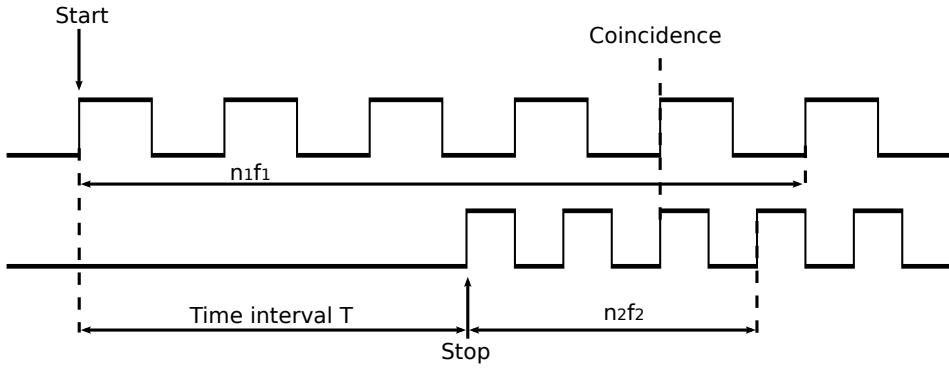 Start
Coincidence
n1f1
Time interval T
n2f2
Stop